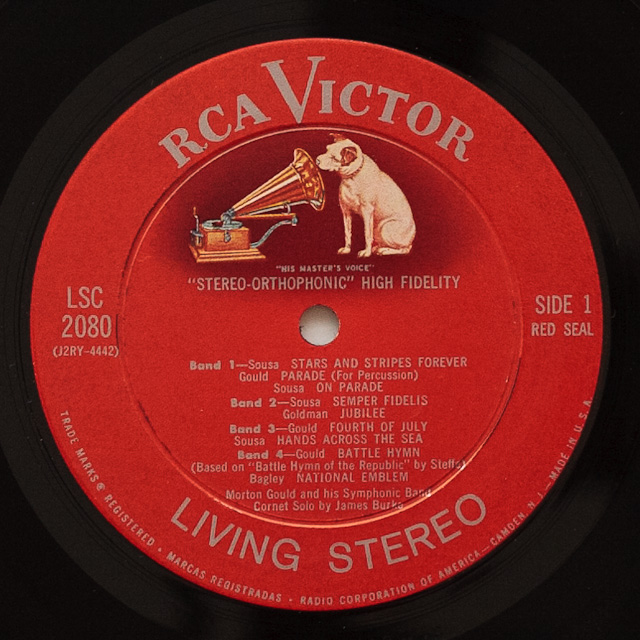 RCA VICTOR
"HIS MASTER'S VOICE"
"STEREO-ORTHOPHONIC" HIGH FIDELITY
LSC
2080
(J2RY-4442)
SIDE 1
RED SEAL
Band 1—Sousa STARS AND STRIPES FOREVER
Gould PARADE (For Percussion)
Sousa ON PARADE
Band 2—Sousa SEMPER FIDELIS
Goldman JUBILEE
Band 3—Gould FOURTH OF JULY
Sousa HANDS ACROSS THE SEA
Band 4—Gould BATTLE HYMN
(Based on "Battle Hymn of the Republic" by Steffe)
Bagley NATIONAL EMBLEM
Morton Gould and his Symphonic Band
Cornet Solo by James Burke
LIVING STEREO
TRADE MARKS ® REGISTERED • MARCAS REGISTRADAS • RADIO CORPORATION OF AMERICA—CAMDEN, N. J.—MADE IN U.S.A.